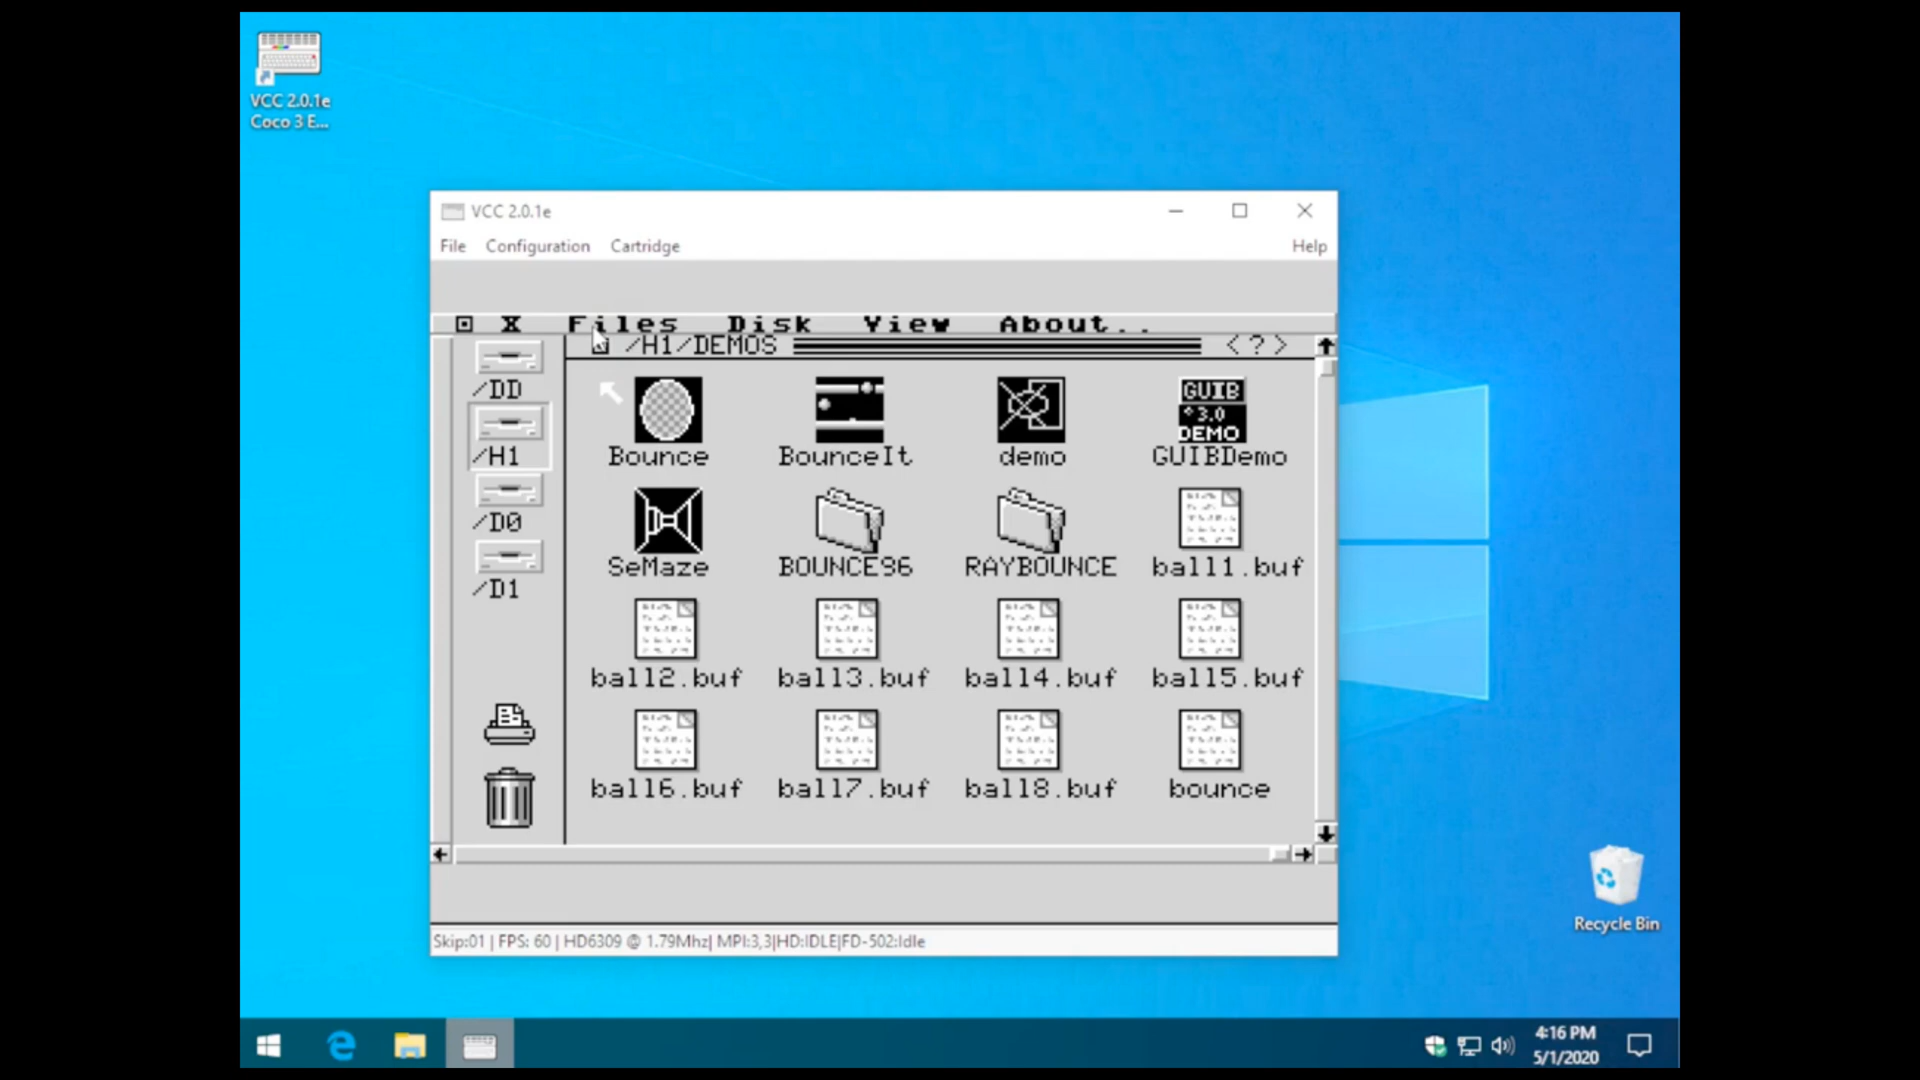 VCC 2.0.1e
Coco 3 E...
VCC 2.0.1e
File Configuration Cartridge Help
X Files Disk View About..
/H1/DEMOS <?>
/DD
/H1
/D0
/D1
GUIB
3.0
DEMO
Bounce BounceIt demo GUIBDemo
SeMaze BOUNCE96 RAYBOUNCE ball1.buf
ball2.buf ball3.buf ball4.buf ball5.buf
ball6.buf ball7.buf ball8.buf bounce
Skip:01 | FPS: 60 | HD6309 @ 1.79Mhz| MPI:3,3|HD:IDLE|FD-502:Idle
Recycle Bin
4:16 PM
5/1/2020